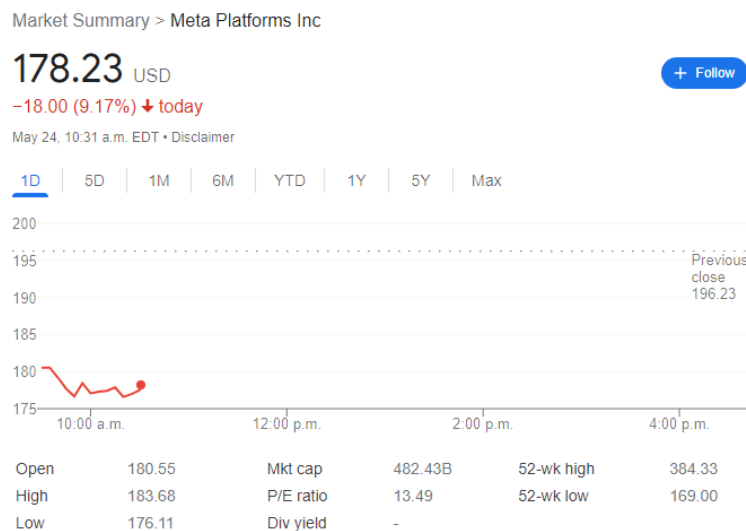 Market Summary > Meta Platforms Inc
178.23 USD
+ Follow
−18.00 (9.17%) ↓ today
May 24, 10:31 a.m. EDT • Disclaimer
1D 5D 1M 6M YTD 1Y 5Y Max
200
195
190
185
180
175
Previous
close
196.23
10:00 a.m. 12:00 p.m. 2:00 p.m. 4:00 p.m.
Open 180.55 Mkt cap 482.43B 52-wk high 384.33
High 183.68 P/E ratio 13.49 52-wk low 169.00
Low 176.11 Div yield -